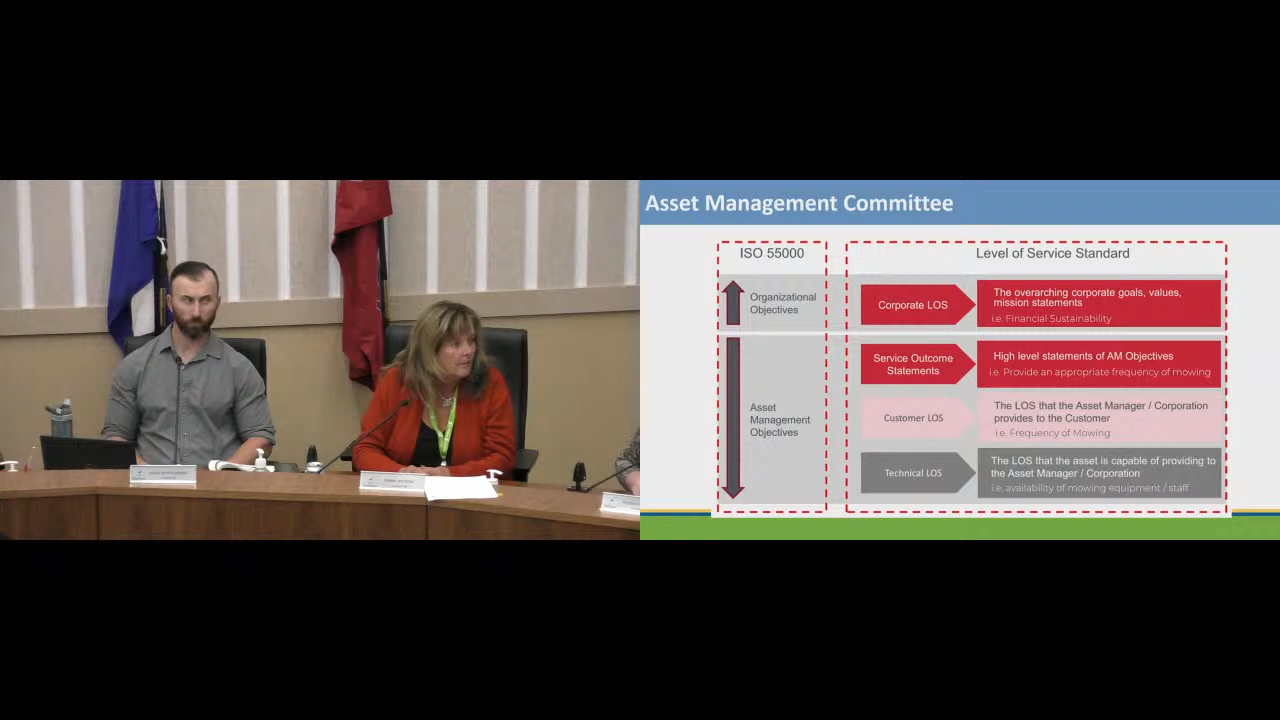 Asset Management Committee
ISO 55000
Level of Service Standard
Organizational
Objectives
Corporate LOS
The overarching corporate goals, values,
mission statements
i.e. Financial Sustainability
Service Outcome
Statements
High level statements of AM Objectives
i.e. Provide an appropriate frequency of mowing
Asset
Management
Objectives
Customer LOS
The LOS that the Asset Manager / Corporation
provides to the Customer
i.e. Frequency of Mowing
Technical LOS
The LOS that the asset is capable of providing to
the Asset Manager / Corporation
i.e. availability of mowing equipment / staff